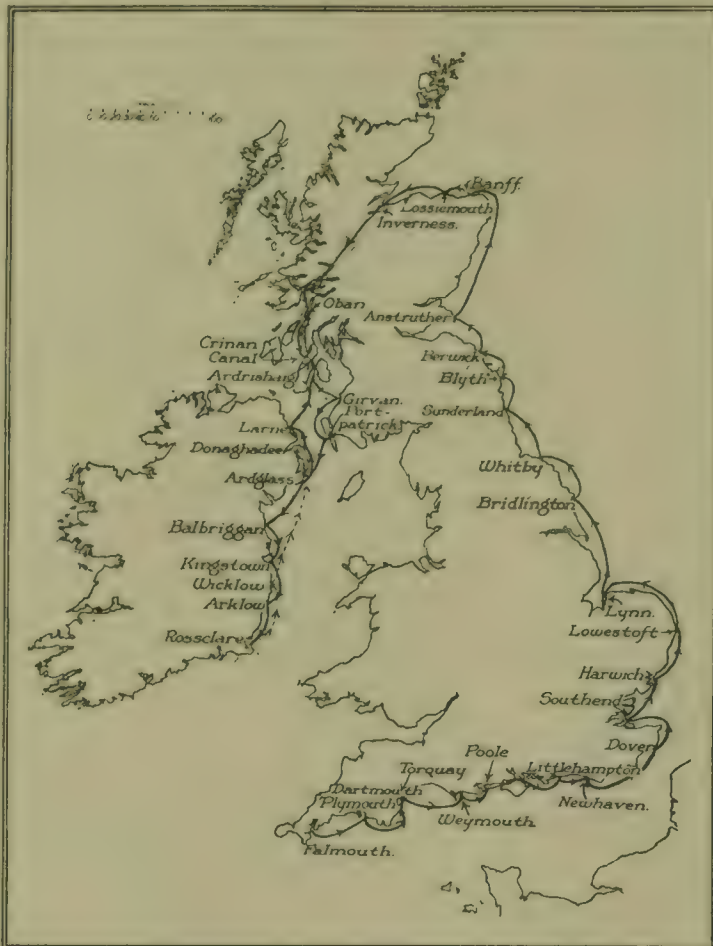 Banff.
Lossiemouth
Inverness.
Oban
Anstruther
Crinan
Canal
Ardrishaig
Berwick
Blyth
Girvan.
Port-
patrick.
Sunderland
Larne
Donaghadee
Ardglass
Whitby
Bridlington
Balbriggan
Kingstown
Wicklow
Arklow
Rossclare
Lynn.
Lowestoft
Harwich
Southend
Dover
Poole
Torquay
Littlehampton
Dartmouth
Plymouth
Newhaven.
Weymouth
Falmouth.